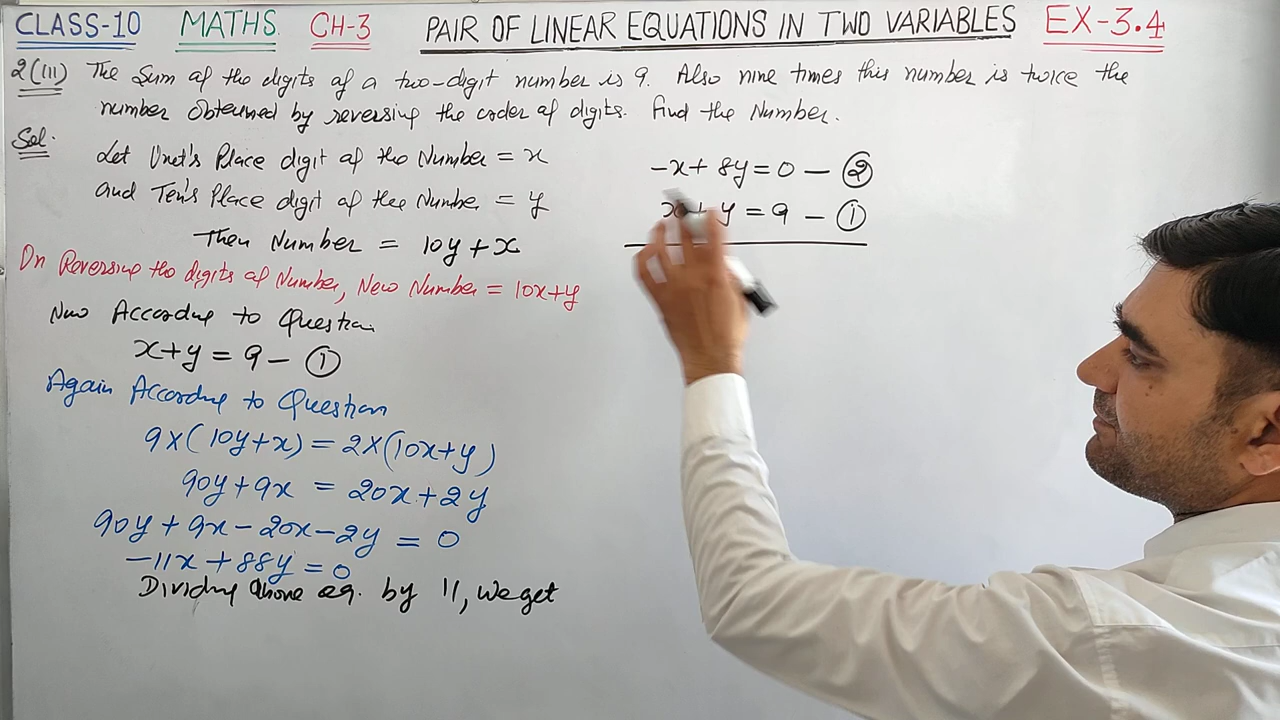 CLASS-10 MATHS CH-3 PAIR OF LINEAR EQUATIONS IN TWO VARIABLES EX-3.4
2(III) The Sum of the digits of a two-digit number is 9. Also nine times this number is twice the
number obtained by reversing the order of digits. Find the Number.
Sol.
Let Unit's Place digit of the Number = x
and Ten's Place digit of the Number = y
Then Number = 10y+x
On Reversing the digits of Number, New Number = 10x+y
Now According to Question
x+y = 9 - ①
Again According to Question
9×(10y+x) = 2×(10x+y)
90y+9x = 20x+2y
90y+9x-20x-2y = 0
-11x+88y=0
Dividing above eq. by 11, we get
-x+8y=0 - ②
x+y=9 - ①